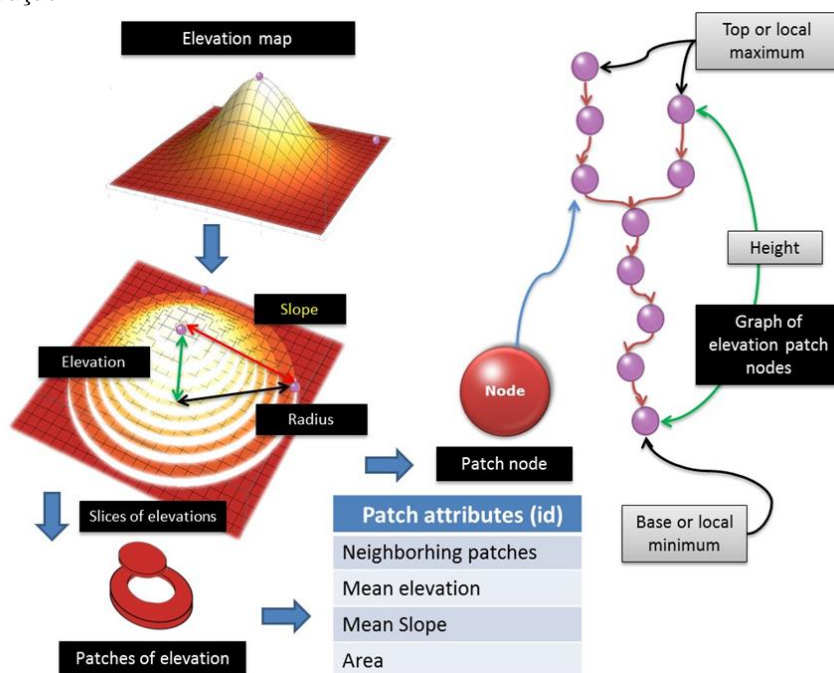 Elevation map
Top or local
maximum
Slope
Elevation
Radius
Height
Graph of
elevation patch
nodes
Node
Patch node
Slices of elevations
Patch attributes (id)
Neighborhing patches
Mean elevation
Mean Slope
Area
Base or local
minimum
Patches of elevation